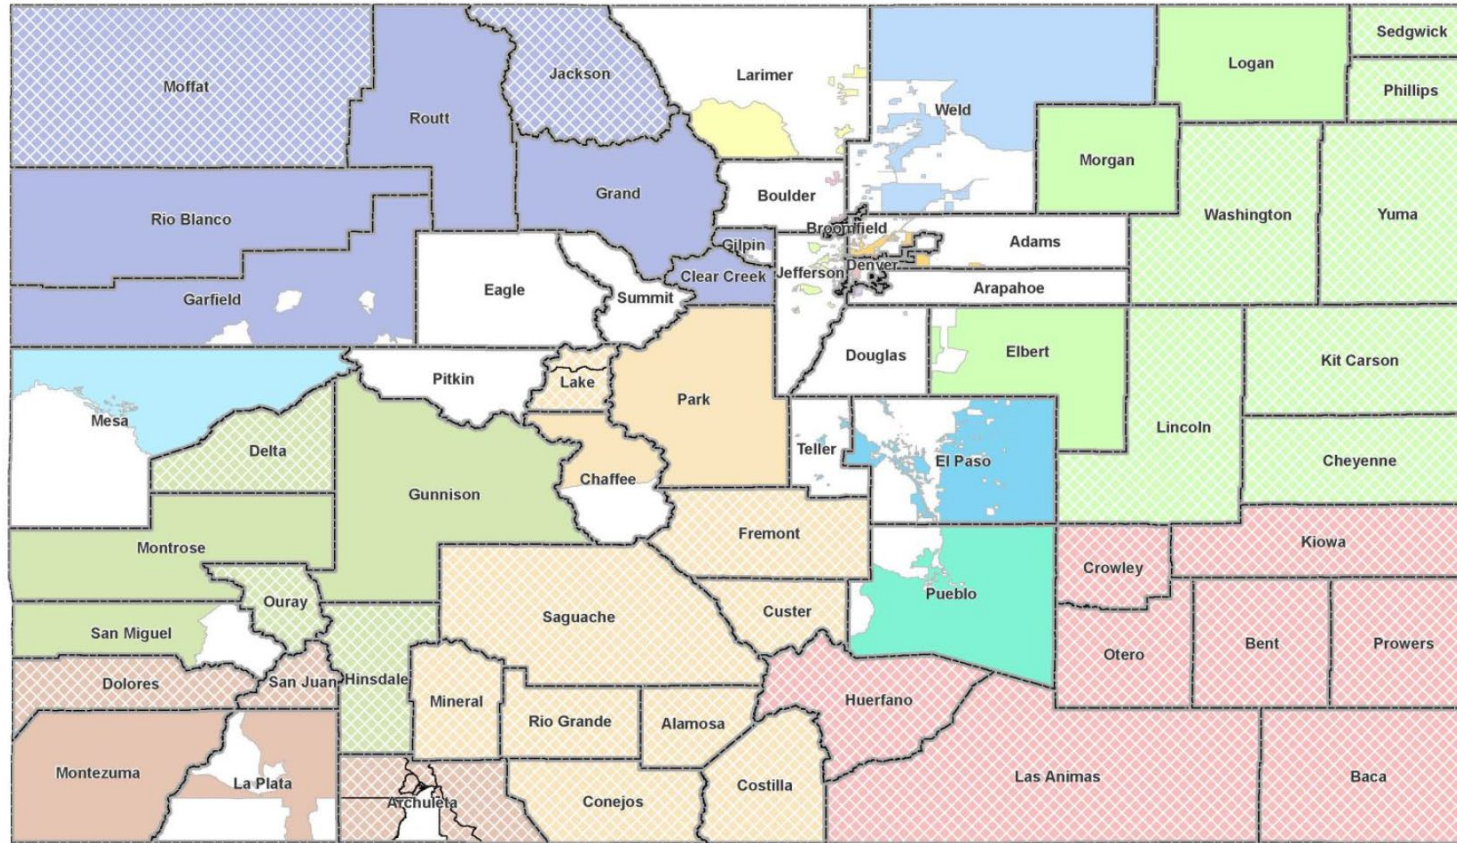 Sedgwick
Logan
Larimer
Jackson
Moffat
Phillips
Weld
Routt
Morgan
Boulder
Grand
Washington
Yuma
Rio Blanco
Broomfield
Adams
Gilpin
Denver
Jefferson
Clear Creek
Arapahoe
Eagle
Summit
Garfield
Elbert
Douglas
Kit Carson
Pitkin
Lake
Park
Mesa
Lincoln
Teller
Delta
El Paso
Cheyenne
Chaffee
Gunnison
Fremont
Kiowa
Montrose
Crowley
Pueblo
Ouray
Custer
Saguache
San Miguel
Bent
Prowers
Otero
Hinsdale
San Juan
Dolores
Huerfano
Mineral
Rio Grande
Alamosa
Montezuma
Las Animas
Baca
La Plata
Costilla
Conejos
Archuleta